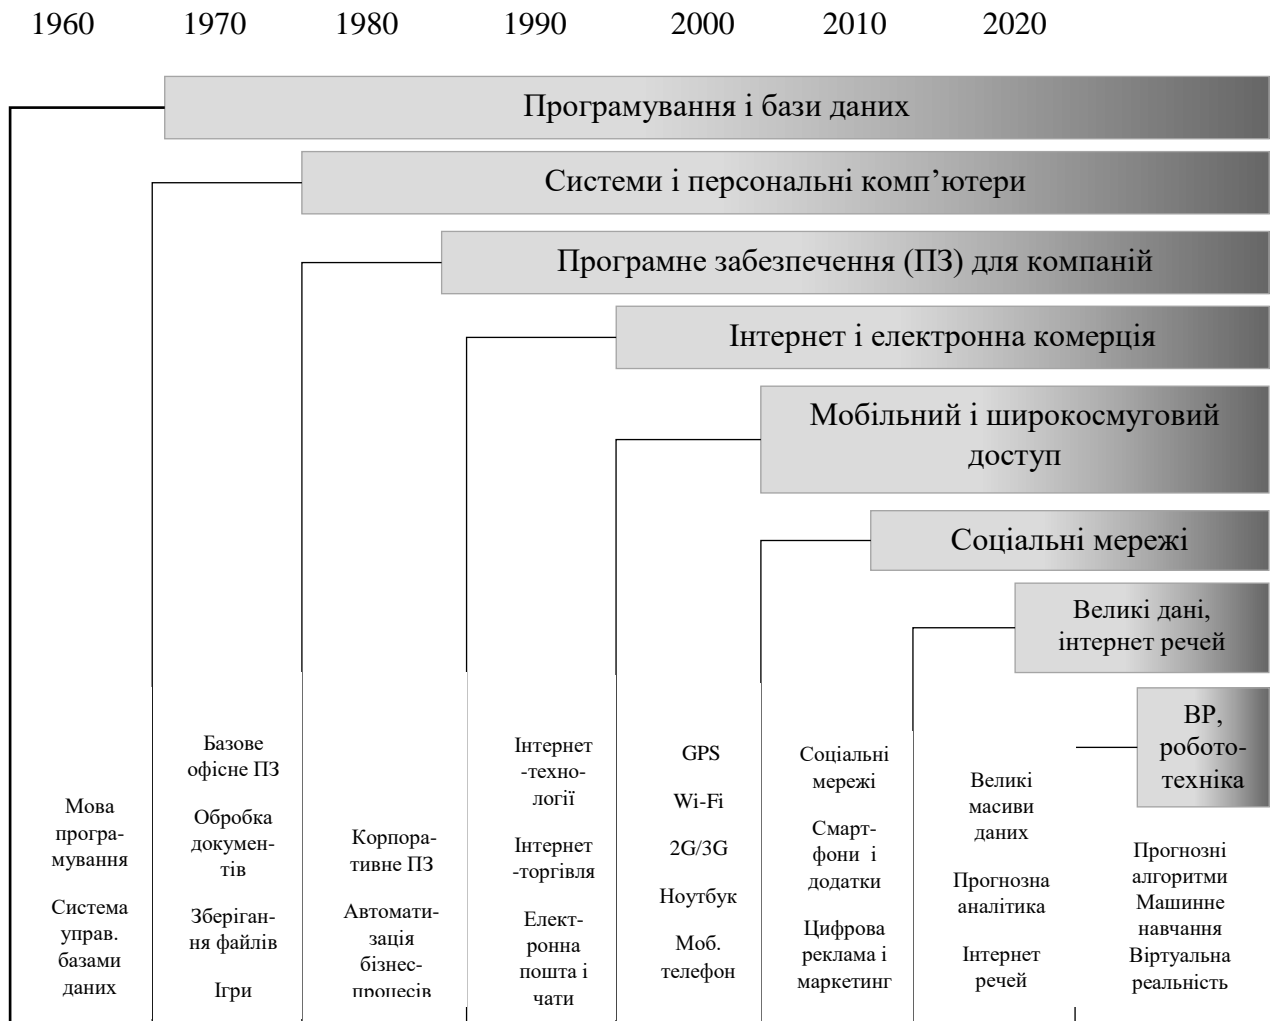 1960 1970 1980 1990 2000 2010 2020
Програмування і бази даних
Системи і персональні комп’ютери
Програмне забезпечення (ПЗ) для компаній
Інтернет і електронна комерція
Мобільний і широкосмуговий
доступ
Соціальні мережі
Великі дані,
інтернет речей
ВР,
робото-
техніка
Мова
програ-
мування
Система
управ.
базами
даних
Базове
офісне ПЗ
Обробка
докумен-
тів
Зберіган-
ня файлів
Ігри
Корпора-
тивне ПЗ
Автомати-
зація
бізнес-
процесів
Інтернет
-техно-
логії
Інтернет
-торгівля
Елект-
ронна
пошта і
чати
GPS
Wi-Fi
2G/3G
Ноутбук
Моб.
телефон
Соціальні
мережі
Смарт-
фони і
додатки
Цифрова
реклама і
маркетинг
Великі
масиви
даних
Прогнозна
аналітика
Інтернет
речей
Прогнозні
алгоритми
Машинне
навчання
Віртуальна
реальність